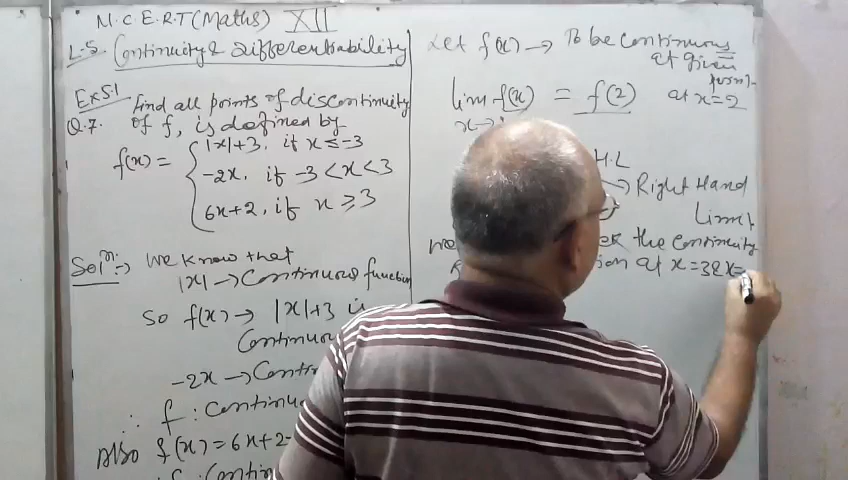 N.C.E.R.T (Maths) XII
L-5. Continuity & Differentiability
Ex 5.1 Find all points of discontinuity
Q.7. of f, is defined by
f(x) = { |x|+3, if x ≤ -3
-2x, if -3 < x < 3
6x+2, if x ≥ 3
Solⁿ:→ We know that
|x| → Continuous function
So f(x) → |x|+3 is
Continuous
-2x →
∴ f :
Also f(x) = 6x+2
Let f(x) → To be continuous
at given
point
lim f(x) = f(2) at x=2
H.L
→ Right Hand
Limit
the continuity
at x=3 & x=